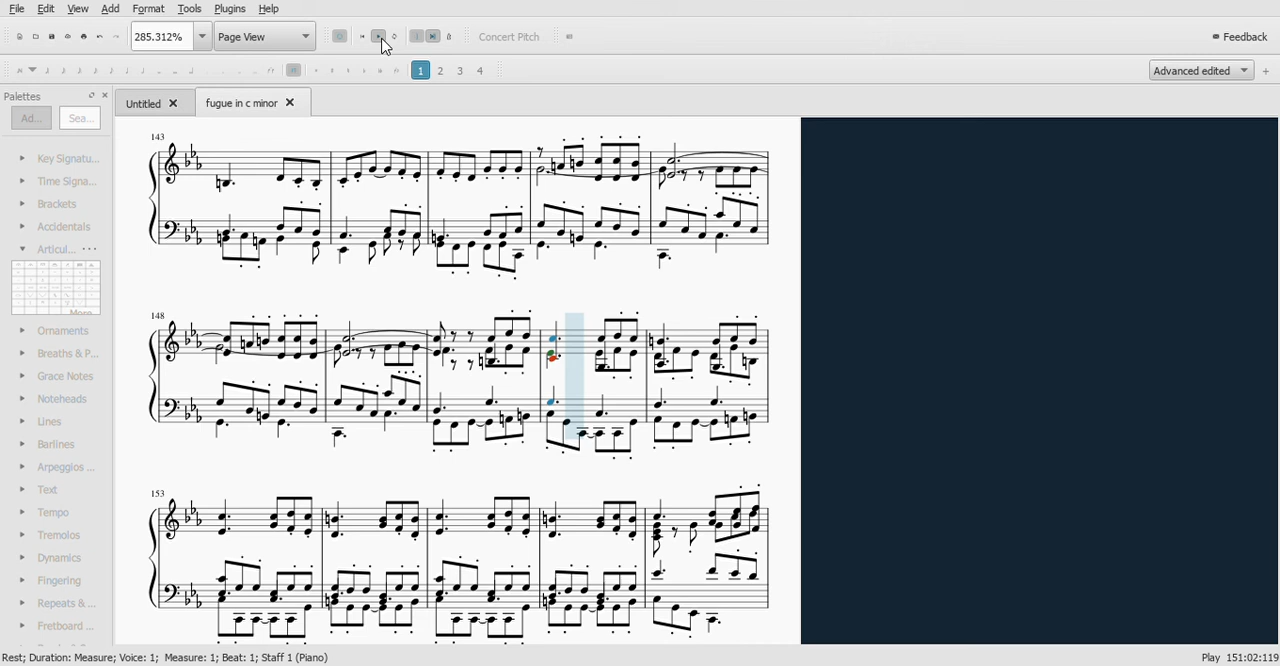 File Edit View Add Format Tools Plugins Help
285.312% Page View Concert Pitch Feedback
1 2 3 4 Advanced edited
Palettes Untitled fugue in c minor
Ad... Sea...
Key Signatu...
Time Signa...
Brackets
Accidentals
Articul...
More
Ornaments
Breaths & P...
Grace Notes
Noteheads
Lines
Barlines
Arpeggios ...
Text
Tempo
Tremolos
Dynamics
Fingering
Repeats & ...
Fretboard ...
143
148
153
Rest; Duration: Measure; Voice: 1; Measure: 1; Beat: 1; Staff 1 (Piano) Play 151:02:119